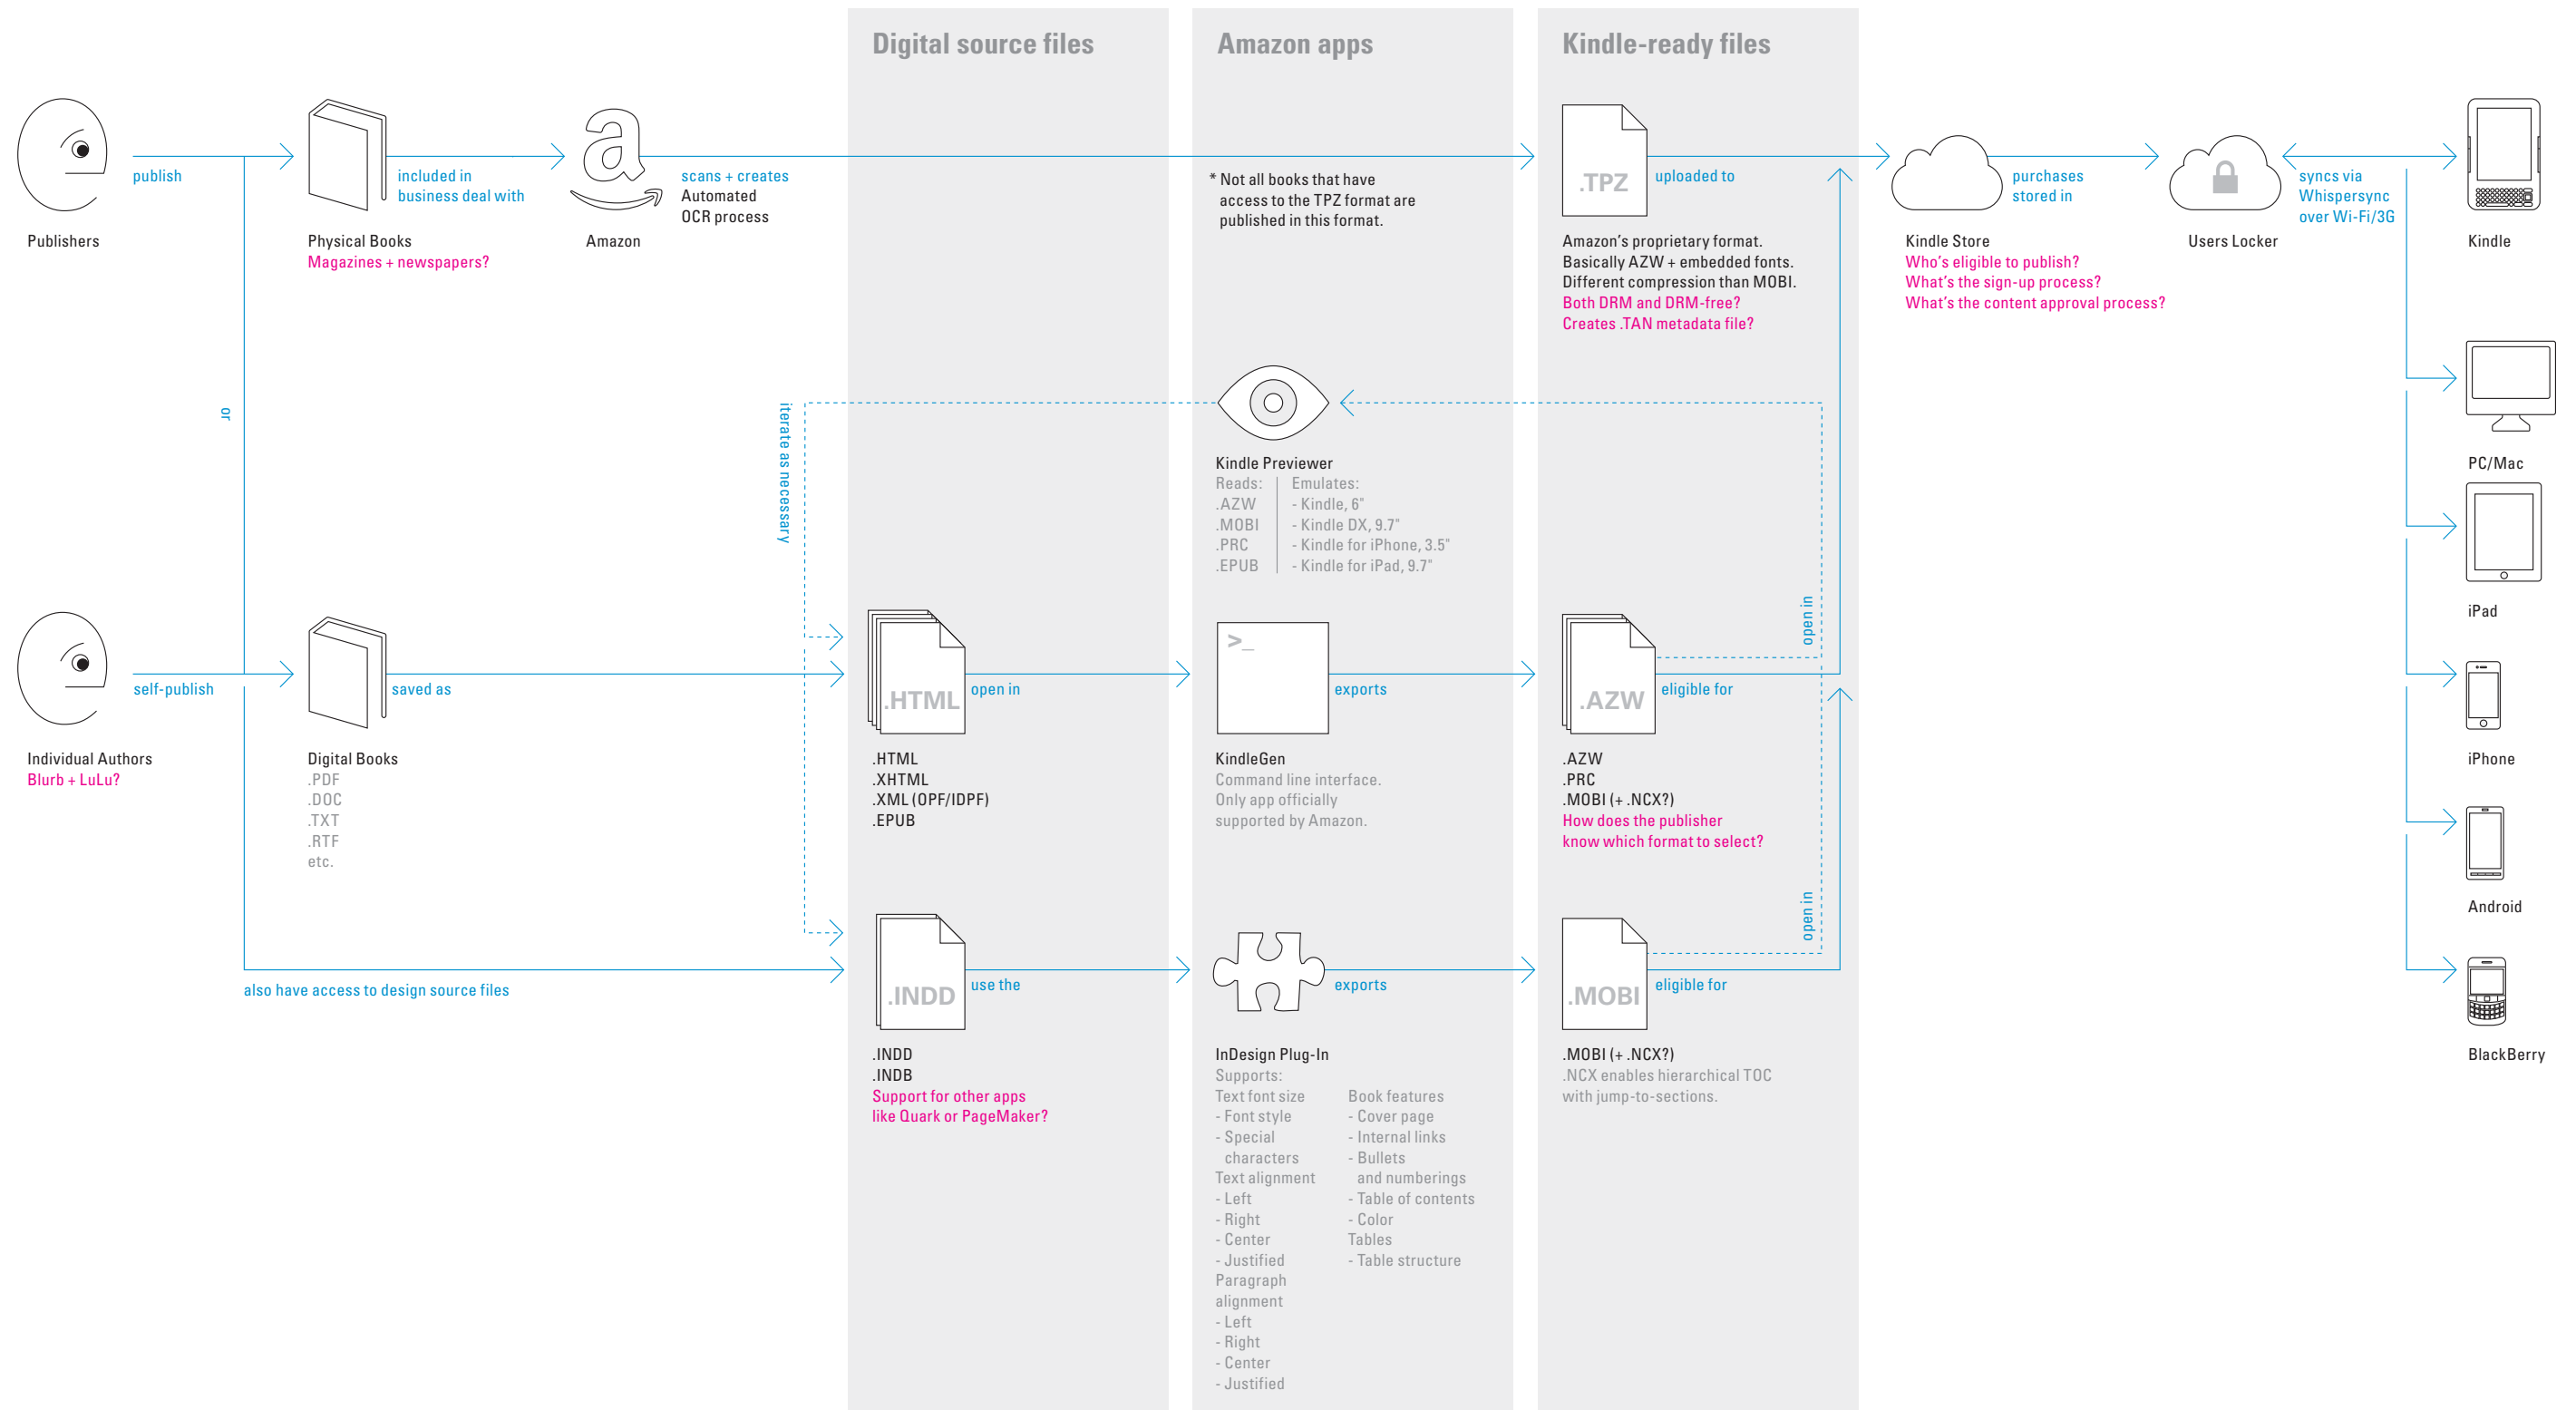 Digital source files
Amazon apps
Kindle-ready files
publish
Publishers
included in
business deal with
Physical Books
Magazines + newspapers?
a
Amazon
scans + creates
Automated
OCR process
* Not all books that have
access to the TPZ format are
published in this format.
.TPZ
uploaded to
Amazon's proprietary format.
Basically AZW + embedded fonts.
Different compression than MOBI.
Both DRM and DRM-free?
Creates .TAN metadata file?
Kindle Store
Who's eligible to publish?
What's the sign-up process?
What's the content approval process?
purchases
stored in
Users Locker
syncs via
Whispersync
over Wi-Fi/3G
Kindle
PC/Mac
iPad
iPhone
Android
BlackBerry
or
iterate as necessary
Kindle Previewer
Reads:
.AZW
.MOBI
.PRC
.EPUB
Emulates:
- Kindle, 6"
- Kindle DX, 9.7"
- Kindle for iPhone, 3.5"
- Kindle for iPad, 9.7"
open in
self-publish
Individual Authors
Blurb + LuLu?
saved as
Digital Books
.PDF
.DOC
.TXT
.RTF
etc.
.HTML
open in
.HTML
.XHTML
.XML (OPF/IDPF)
.EPUB
>_
exports
KindleGen
Command line interface.
Only app officially
supported by Amazon.
.AZW
eligible for
.AZW
.PRC
.MOBI (+ .NCX?)
How does the publisher
know which format to select?
open in
also have access to design source files
.INDD
use the
.INDD
.INDB
Support for other apps
like Quark or PageMaker?
exports
InDesign Plug-In
Supports:
Text font size
- Font style
- Special
characters
Text alignment
- Left
- Right
- Center
- Justified
Paragraph
alignment
- Left
- Right
- Center
- Justified
Book features
- Cover page
- Internal links
- Bullets
and numberings
- Table of contents
- Color
Tables
- Table structure
.MOBI
eligible for
.MOBI (+ .NCX?)
.NCX enables hierarchical TOC
with jump-to-sections.